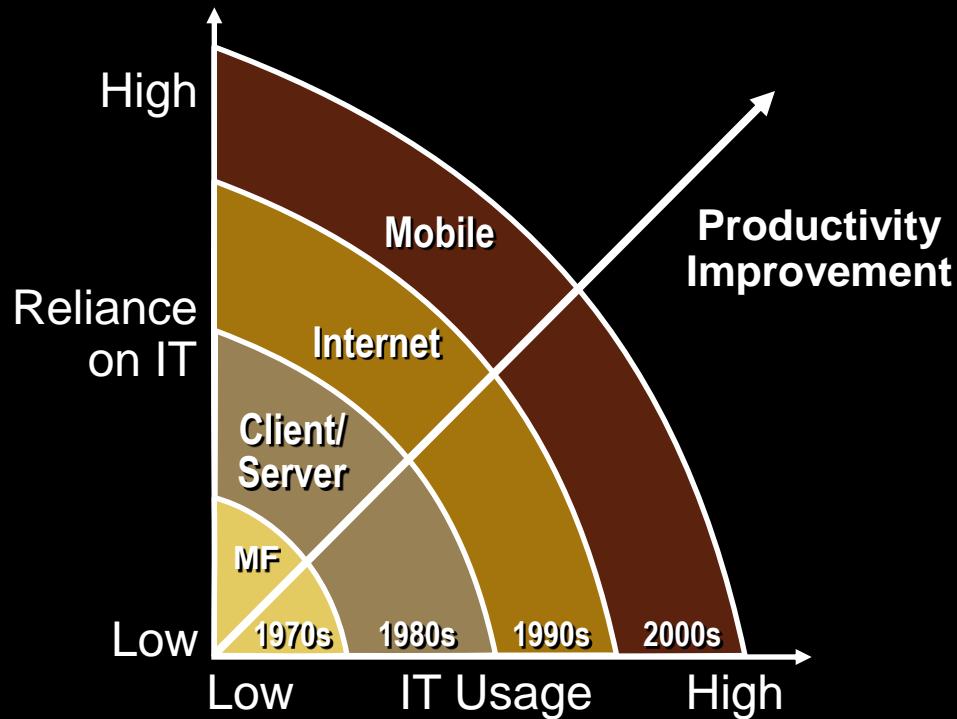 High
Mobile
Productivity
Improvement
Reliance
on IT
Internet
Client/
Server
MF
Low
1970s 1980s 1990s 2000s
Low IT Usage High